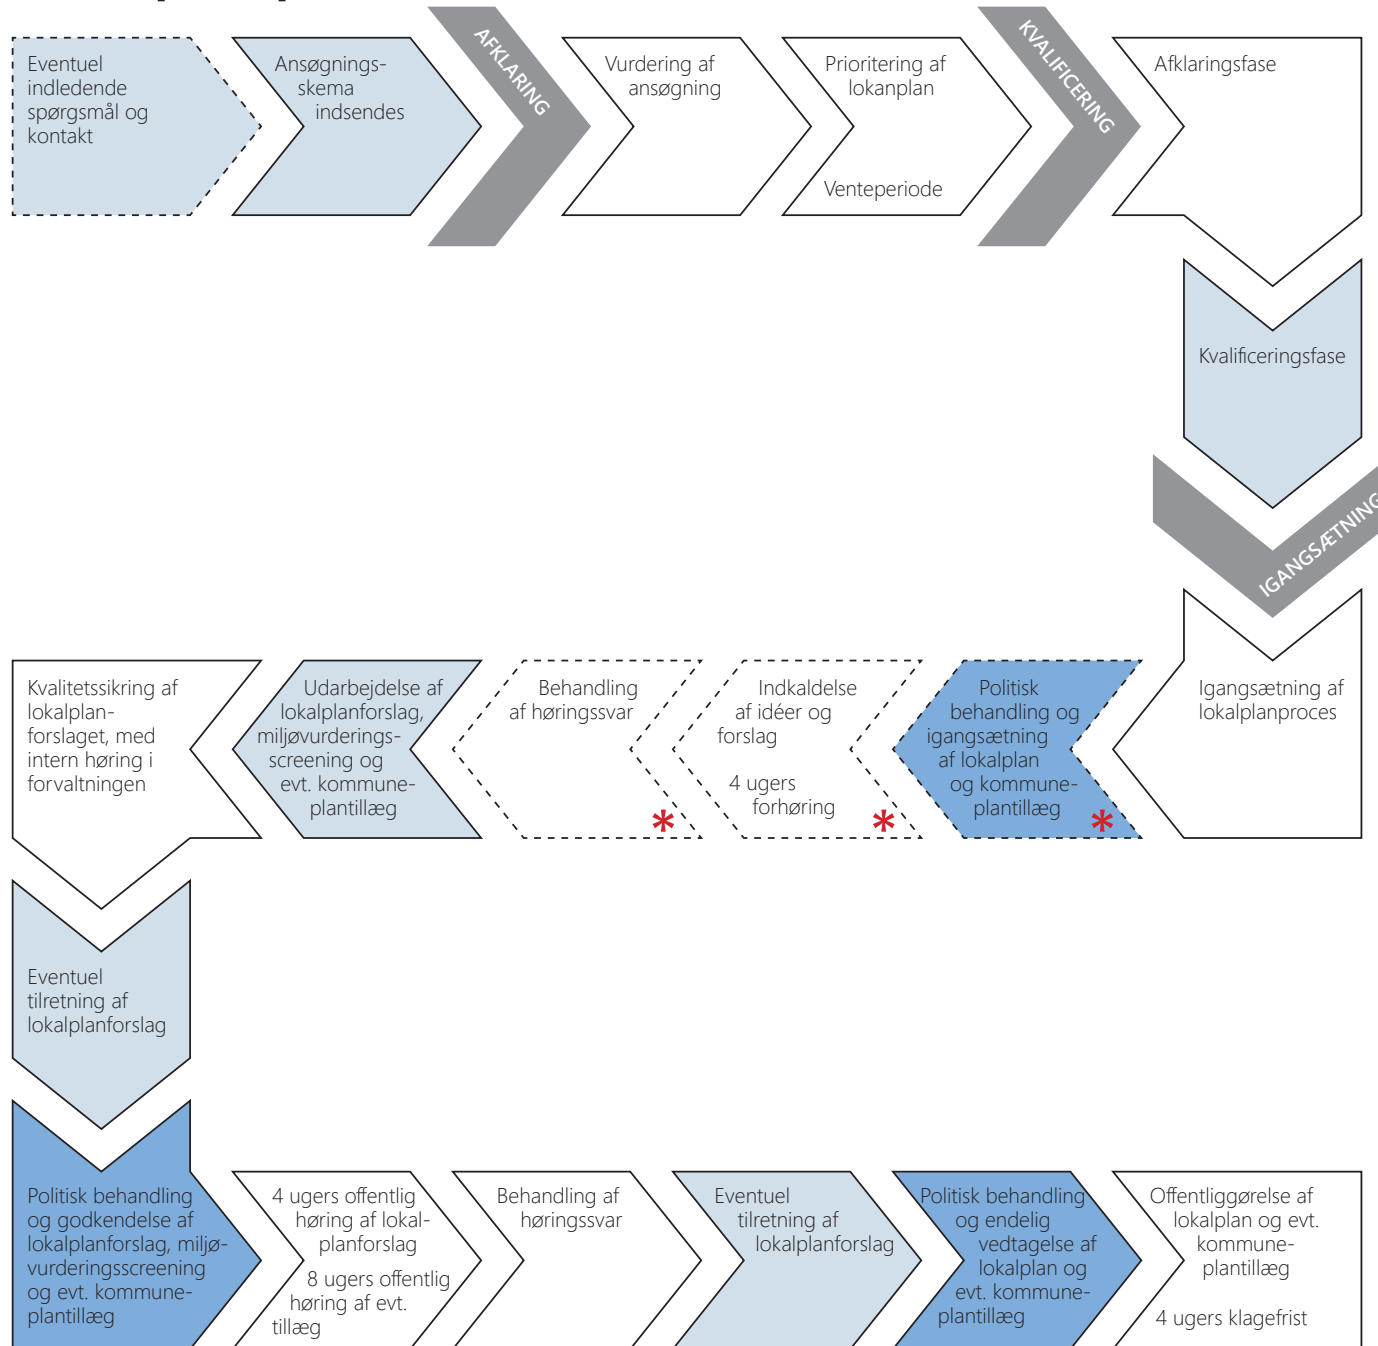 Eventuel
indledende
spørgsmål og
kontakt
Ansøgnings-
skema
indsendes
AFKLARING
Vurdering af
ansøgning
Prioritering af
lokanplan
Venteperiode
KVALIFICERING
Afklaringsfase
Kvalificeringsfase
IGANGSÆTNING
Igangsætning af
lokalplanproces
Politisk
behandling og
igangsætning
af lokalplan
og kommune-
plantillæg
*
Indkaldelse
af idéer og
forslag
4 ugers
forhøring
*
Behandling
af høringssvar
*
Udarbejdelse af
lokalplanforslag,
miljøvurderings-
screening og
evt. kommune-
plantillæg
Kvalitetssikring af
lokalplan-
forslaget, med
intern høring i
forvaltningen
Eventuel
tilretning af
lokalplanforslag
Politisk behandling
og godkendelse af
lokalplanforslag, miljø-
vurderingsscreening
og evt. kommune-
plantillæg
4 ugers offentlig
høring af lokal-
planforslag
8 ugers offentlig
høring af evt.
tillæg
Behandling af
høringssvar
Eventuel
tilretning af
lokalplanforslag
Politisk behandling
og endelig
vedtagelse af
lokalplan og
evt. kommune-
plantillæg
Offentliggørelse af
lokalplan og evt.
kommune-
plantillæg
4 ugers klagefrist